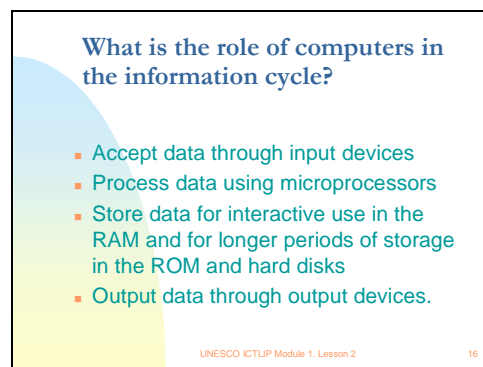 What is the role of computers in
the information cycle?
Accept data through input devices
Process data using microprocessors
Store data for interactive use in the
RAM and for longer periods of storage
in the ROM and hard disks
Output data through output devices.
UNESCO ICTLIP Module 1. Lesson 2
16